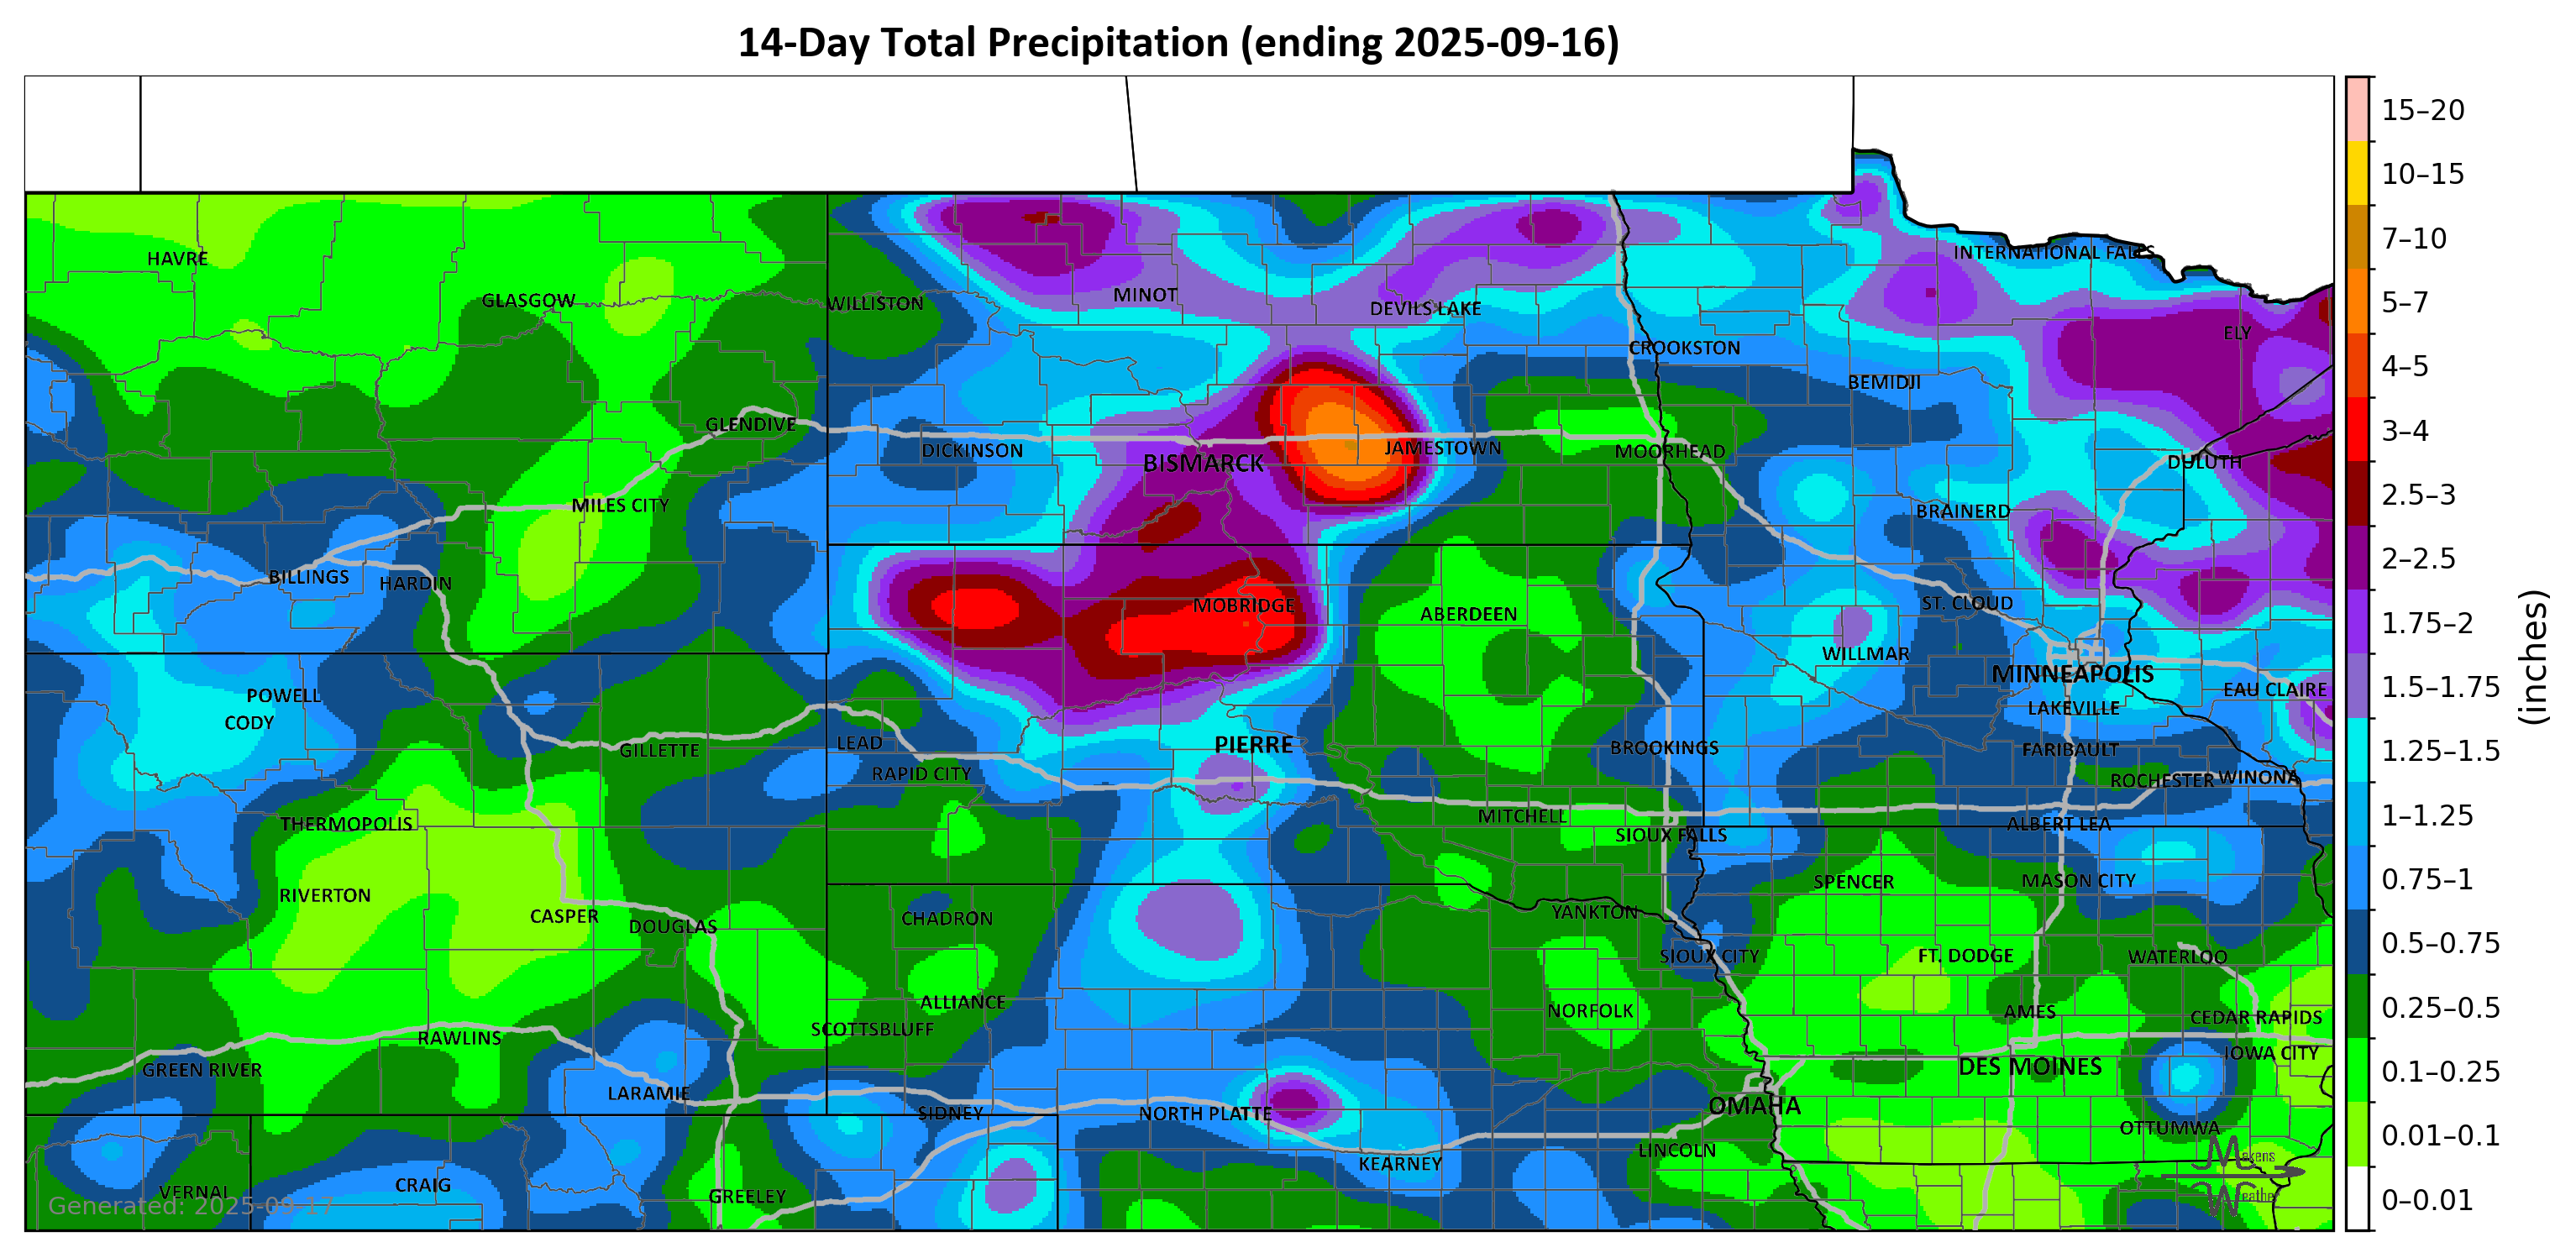 14-Day Total Precipitation (ending 2025-09-16)
15–20
10–15
7–10
5–7
4–5
3–4
2.5–3
2–2.5
1.75–2
1.5–1.75
1.25–1.5
1–1.25
0.75–1
0.5–0.75
0.25–0.5
0.1–0.25
0.01–0.1
0–0.01
(inches)
HAVRE
GLASGOW
WILLISTON
MINOT
DEVILS LAKE
INTERNATIONAL FALLS
ELY
CROOKSTON
BEMIDJI
GLENDIVE
DICKINSON
BISMARCK
JAMESTOWN
MOORHEAD
DULUTH
MILES CITY
BRAINERD
BILLINGS
HARDIN
MOBRIDGE
ABERDEEN
ST. CLOUD
WILLMAR
MINNEAPOLIS
EAU CLAIRE
POWELL
CODY
LAKEVILLE
GILLETTE
LEAD
PIERRE
BROOKINGS
FARIBAULT
RAPID CITY
ROCHESTER
WINONA
THERMOPOLIS
MITCHELL
SIOUX FALLS
ALBERT LEA
RIVERTON
CASPER
DOUGLAS
CHADRON
YANKTON
SPENCER
MASON CITY
SIOUX CITY
FT. DODGE
WATERLOO
ALLIANCE
NORFOLK
AMES
CEDAR RAPIDS
SCOTTSBLUFF
RAWLINS
GREEN RIVER
DES MOINES
IOWA CITY
LARAMIE
SIDNEY
NORTH PLATTE
OMAHA
OTTUMWA
KEARNEY
LINCOLN
VERNAL
CRAIG
GREELEY
Makens
Weather
Generated: 2025-09-17